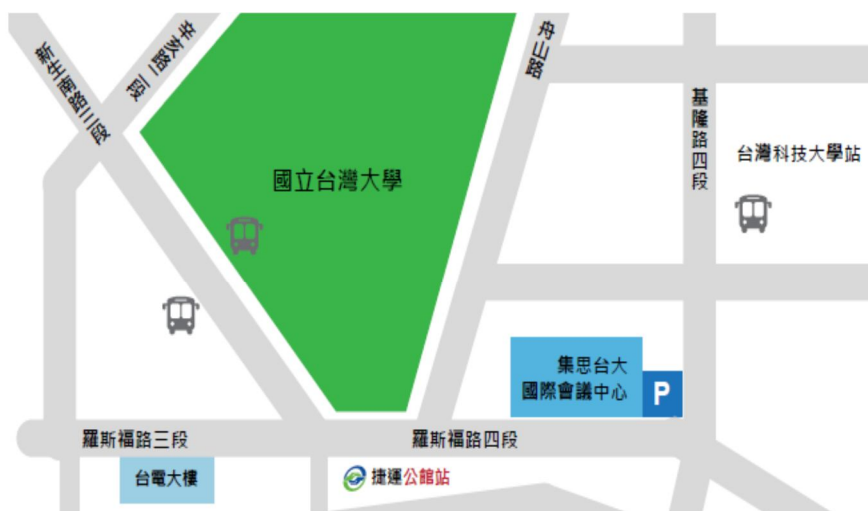 新生南路三段
辛亥路二段
舟山路
基隆路四段
台灣科技大學站
國立台灣大學
集思台大
國際會議中心
P
羅斯福路三段
羅斯福路四段
台電大樓
捷運公館站